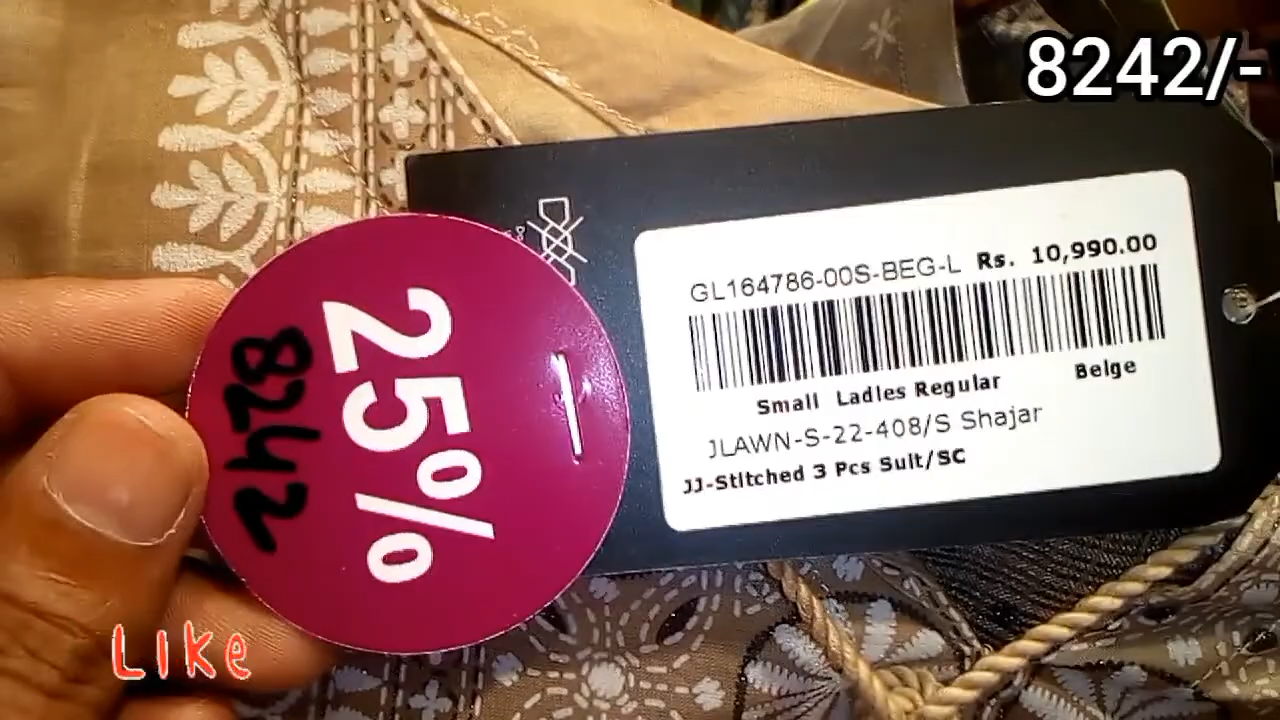 8242/-
GL164786-00S-BEG-L Rs. 10,990.00
Small Ladies Regular Beige
JLAWN-S-22-408/S Shajar
JJ-Stitched 3 Pcs Suit/SC
25%
8242
LIKe